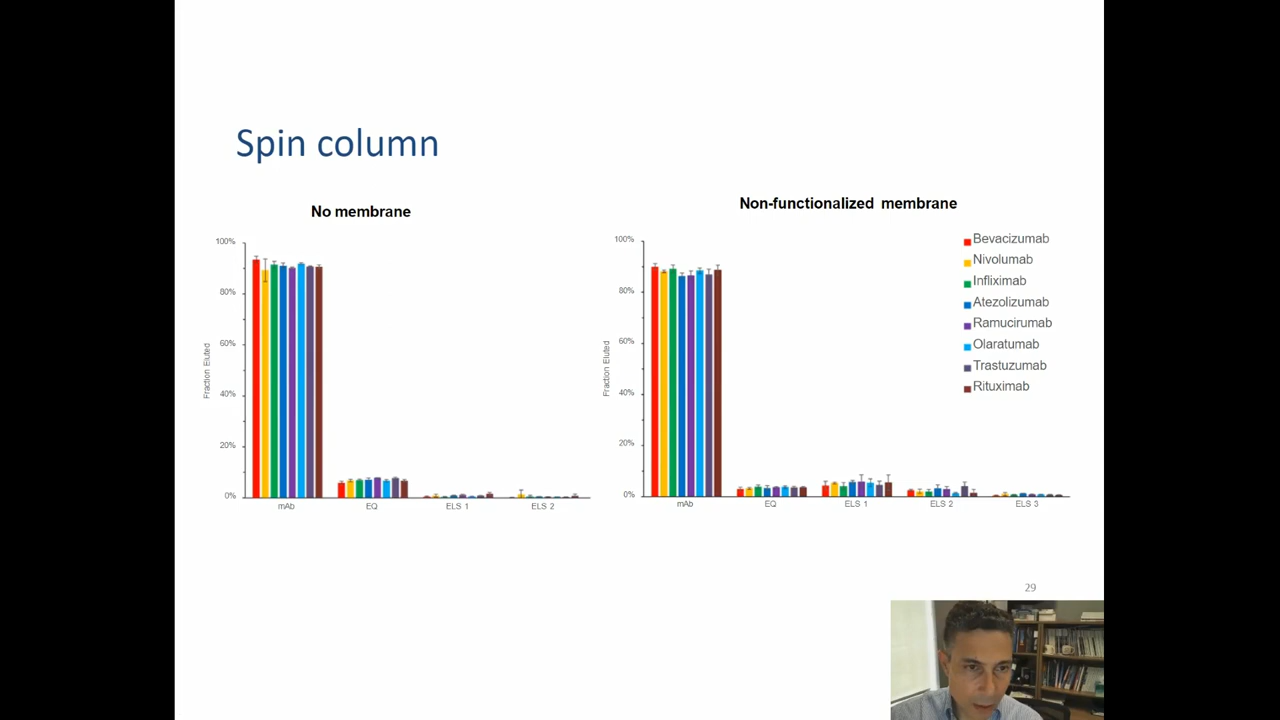 Spin column
No membrane
100%
80%
60%
40%
20%
0%
Fraction Eluted
mAb
EQ
ELS 1
ELS 2
Non-functionalized membrane
100%
80%
60%
40%
20%
0%
Fraction Eluted
mAb
EQ
ELS 1
ELS 2
ELS 3
Bevacizumab
Nivolumab
Infliximab
Atezolizumab
Ramucirumab
Olaratumab
Trastuzumab
Rituximab
29